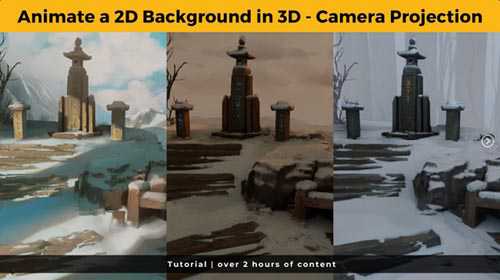 Animate a 2D Background in 3D - Camera Projection
Tutorial | over 2 hours of content